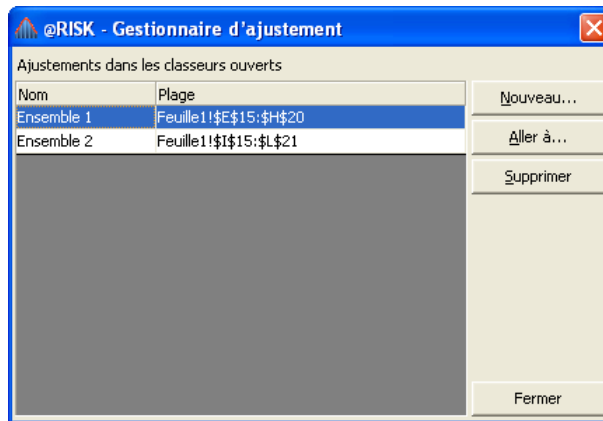 @RISK - Gestionnaire d'ajustement
Ajustements dans les classeurs ouverts
Nom Plage
Ensemble 1 Feuille1!$E$15:$H$20
Ensemble 2 Feuille1!$I$15:$L$21
Nouveau...
Aller à...
Supprimer
Fermer